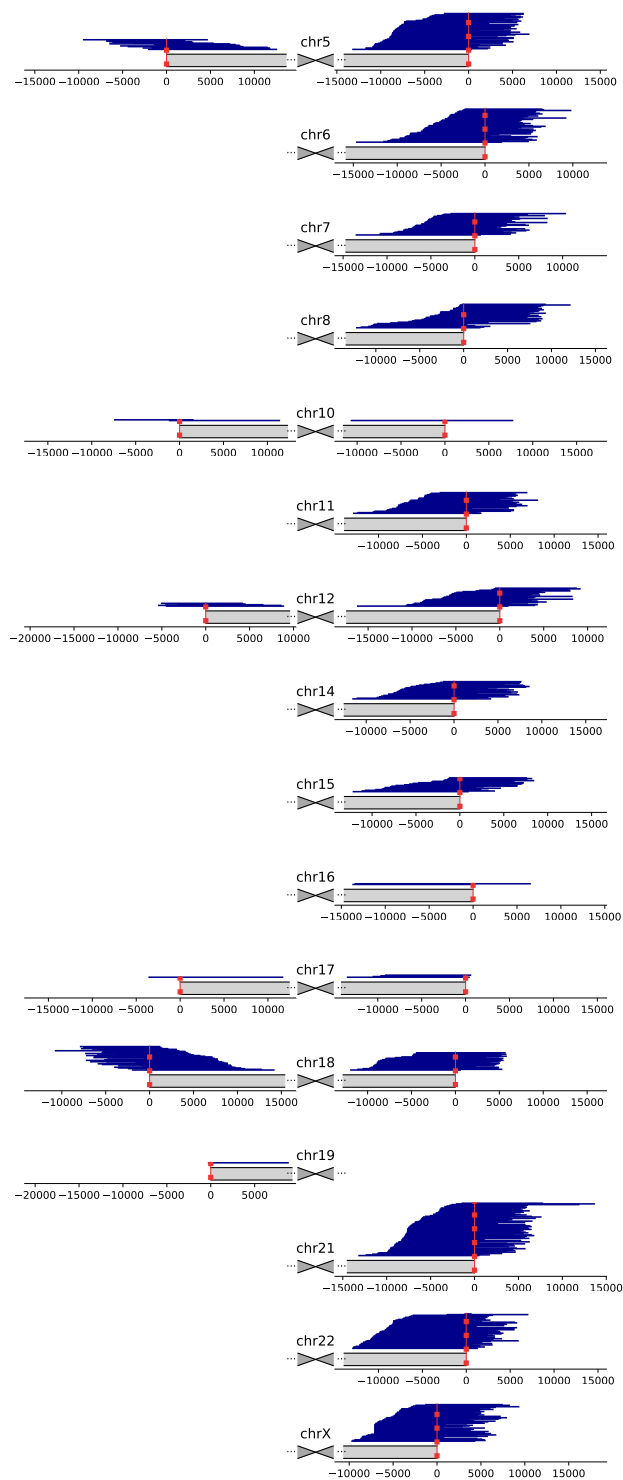 chr5
−15000 −10000 −5000 0 5000 10000 −15000 −10000 −5000 0 5000 10000 15000
chr6
−15000 −10000 −5000 0 5000 10000
chr7
−15000 −10000 −5000 0 5000 10000
chr8
−10000 −5000 0 5000 10000 15000
chr10
−15000 −10000 −5000 0 5000 10000 −10000 −5000 0 5000 10000 15000
chr11
−10000 −5000 0 5000 10000 15000
chr12
−20000 −15000 −10000 −5000 0 5000 10000 −15000 −10000 −5000 0 5000 10000
chr14
−10000 −5000 0 5000 10000 15000
chr15
−10000 −5000 0 5000 10000 15000
chr16
−15000 −10000 −5000 0 5000 10000 15000
chr17
−15000 −10000 −5000 0 5000 10000 −10000 −5000 0 5000 10000 15000
chr18
−10000 −5000 0 5000 10000 15000 −10000 −5000 0 5000 10000 15000
chr19
−20000 −15000 −10000 −5000 0 5000
chr21
−15000 −10000 −5000 0 5000 10000 15000
chr22
−10000 −5000 0 5000 10000 15000
chrX
−10000 −5000 0 5000 10000 15000